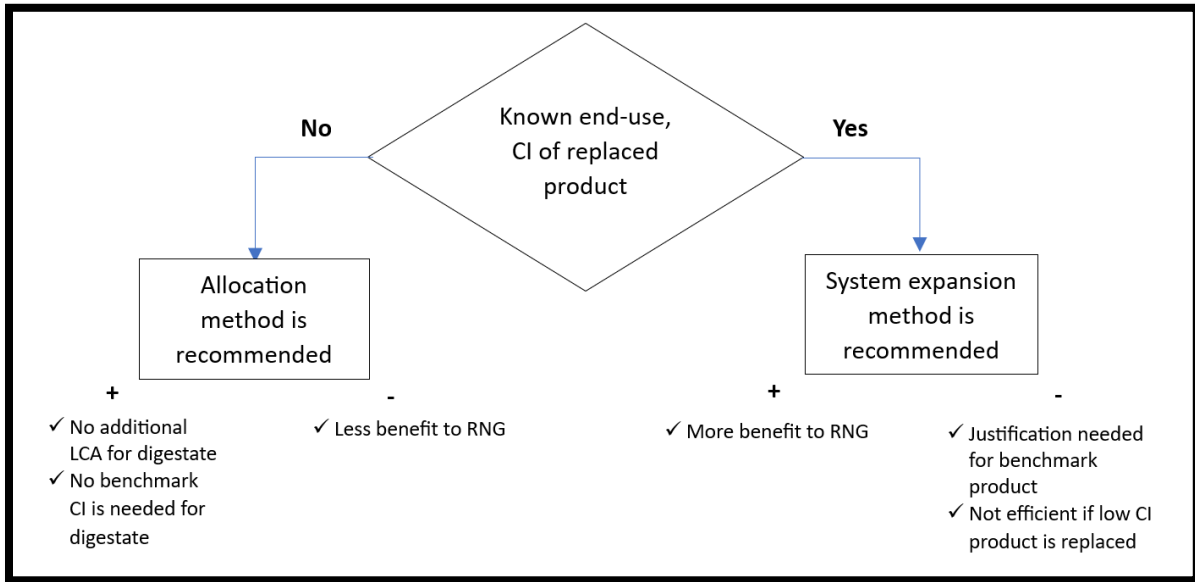 Known end-use,
CI of replaced
product
No
Yes
Allocation
method is
recommended
System expansion
method is
recommended
+
-
✓ No additional
LCA for digestate
✓ No benchmark
CI is needed for
digestate
✓ Less benefit to RNG
+
-
✓ More benefit to RNG
✓ Justification needed
for benchmark
product
✓ Not efficient if low CI
product is replaced